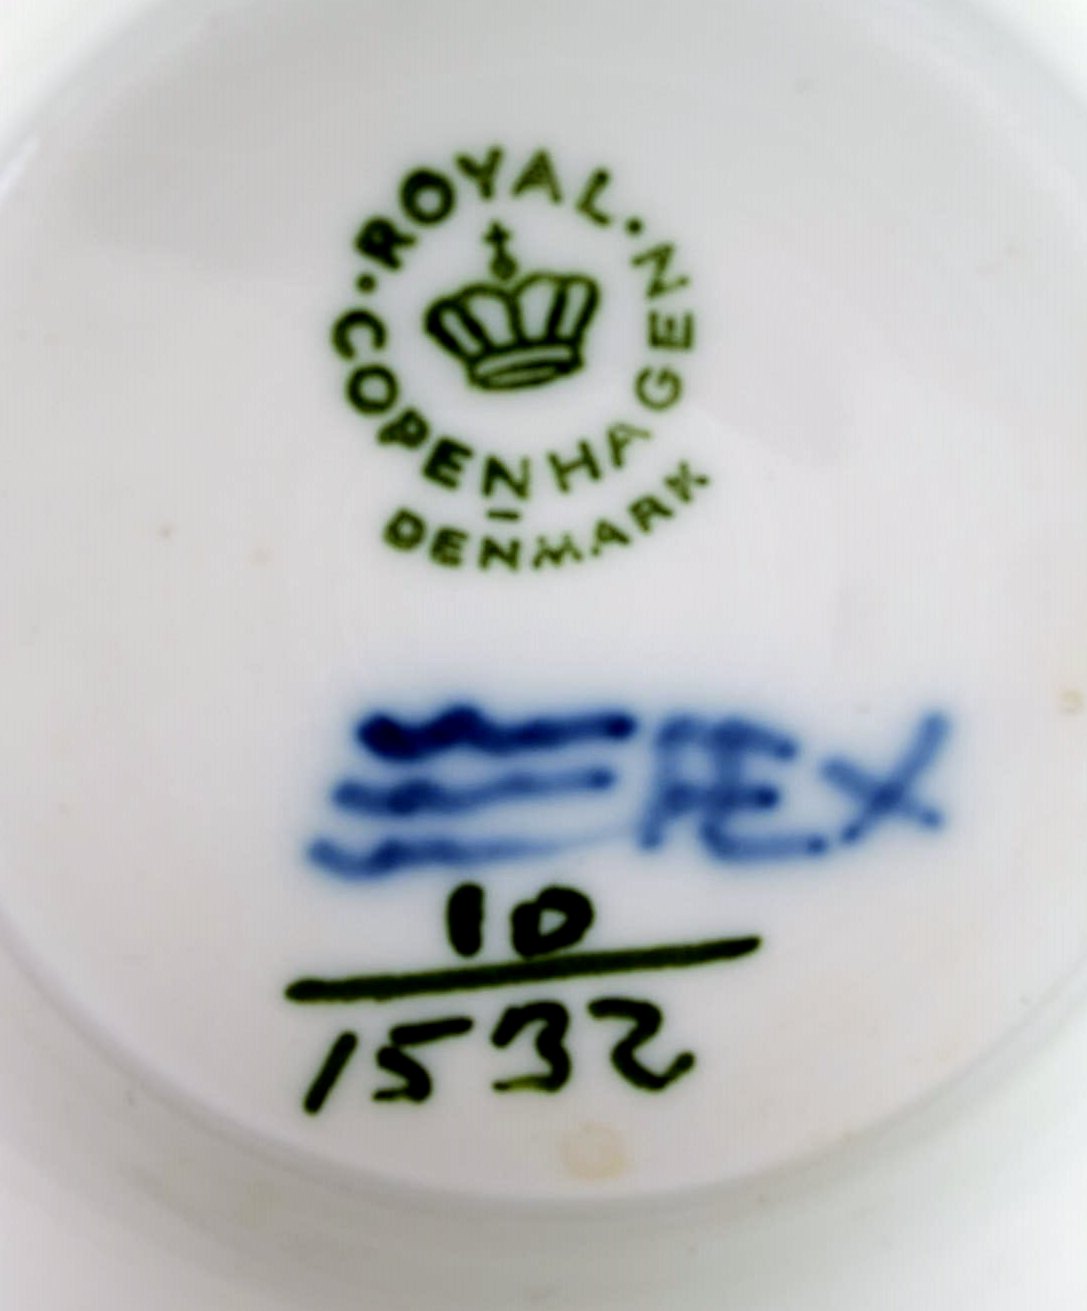 ROYAL
COPENHAGEN
DENMARK
10
1532